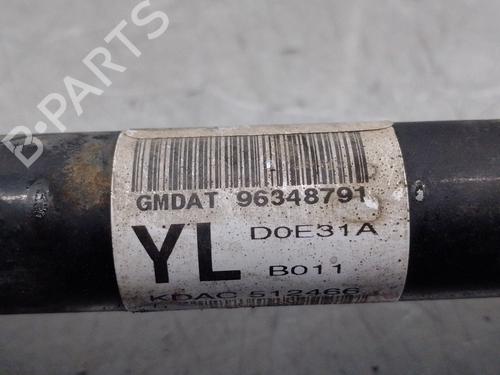 B-PARTS
GMDAT 96348791
YL
D0E31A
B011
KDAC 512466